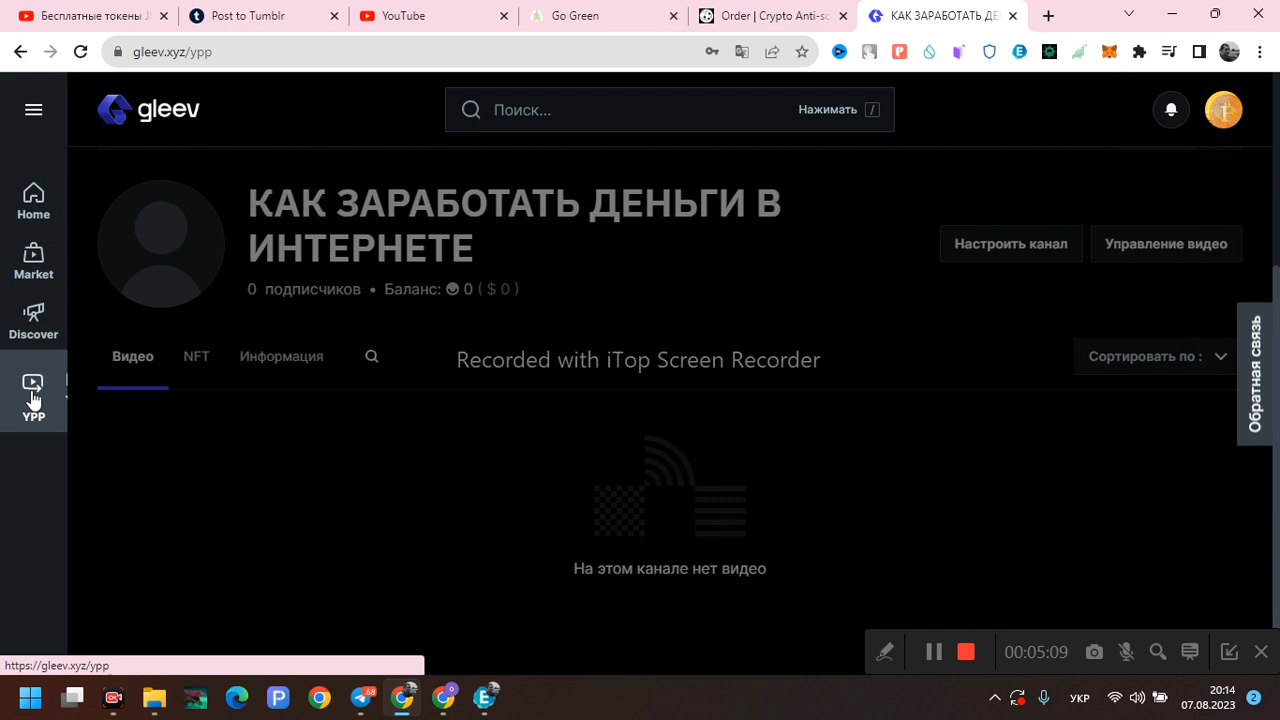 Бесплатные токены J
Post to Tumblr
YouTube
Go Green
Order | Crypto Anti-sc
КАК ЗАРАБОТАТЬ ДЕ
gleev.xyz/ypp
gleev
Поиск...
Нажимать /
Home
КАК ЗАРАБОТАТЬ ДЕНЬГИ В
ИНТЕРНЕТЕ
Настроить канал
Управление видео
Market
0 подписчиков • Баланс: 0 ( $ 0 )
Discover
Видео
NFT
Информация
Recorded with iTop Screen Recorder
Сортировать по :
Обратная связь
YPP
На этом канале нет видео
00:05:09
https://gleev.xyz/ypp
68
УКР
20:14
07.08.2023
2